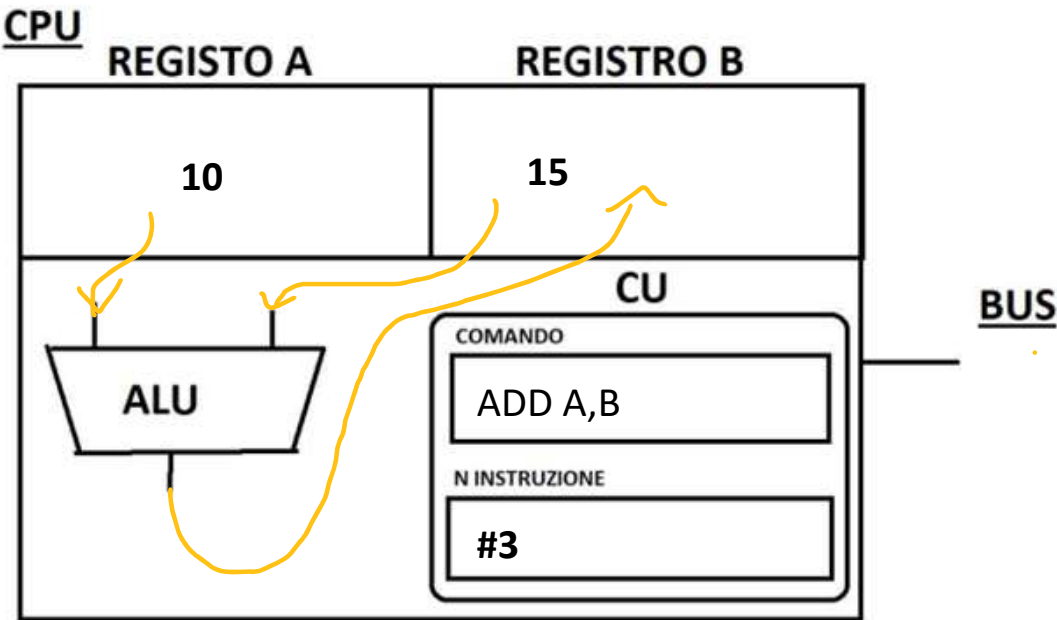 CPU
REGISTO A
REGISTRO B
10
15
CU
BUS
COMANDO
ALU
ADD A,B
N INSTRUZIONE
#3